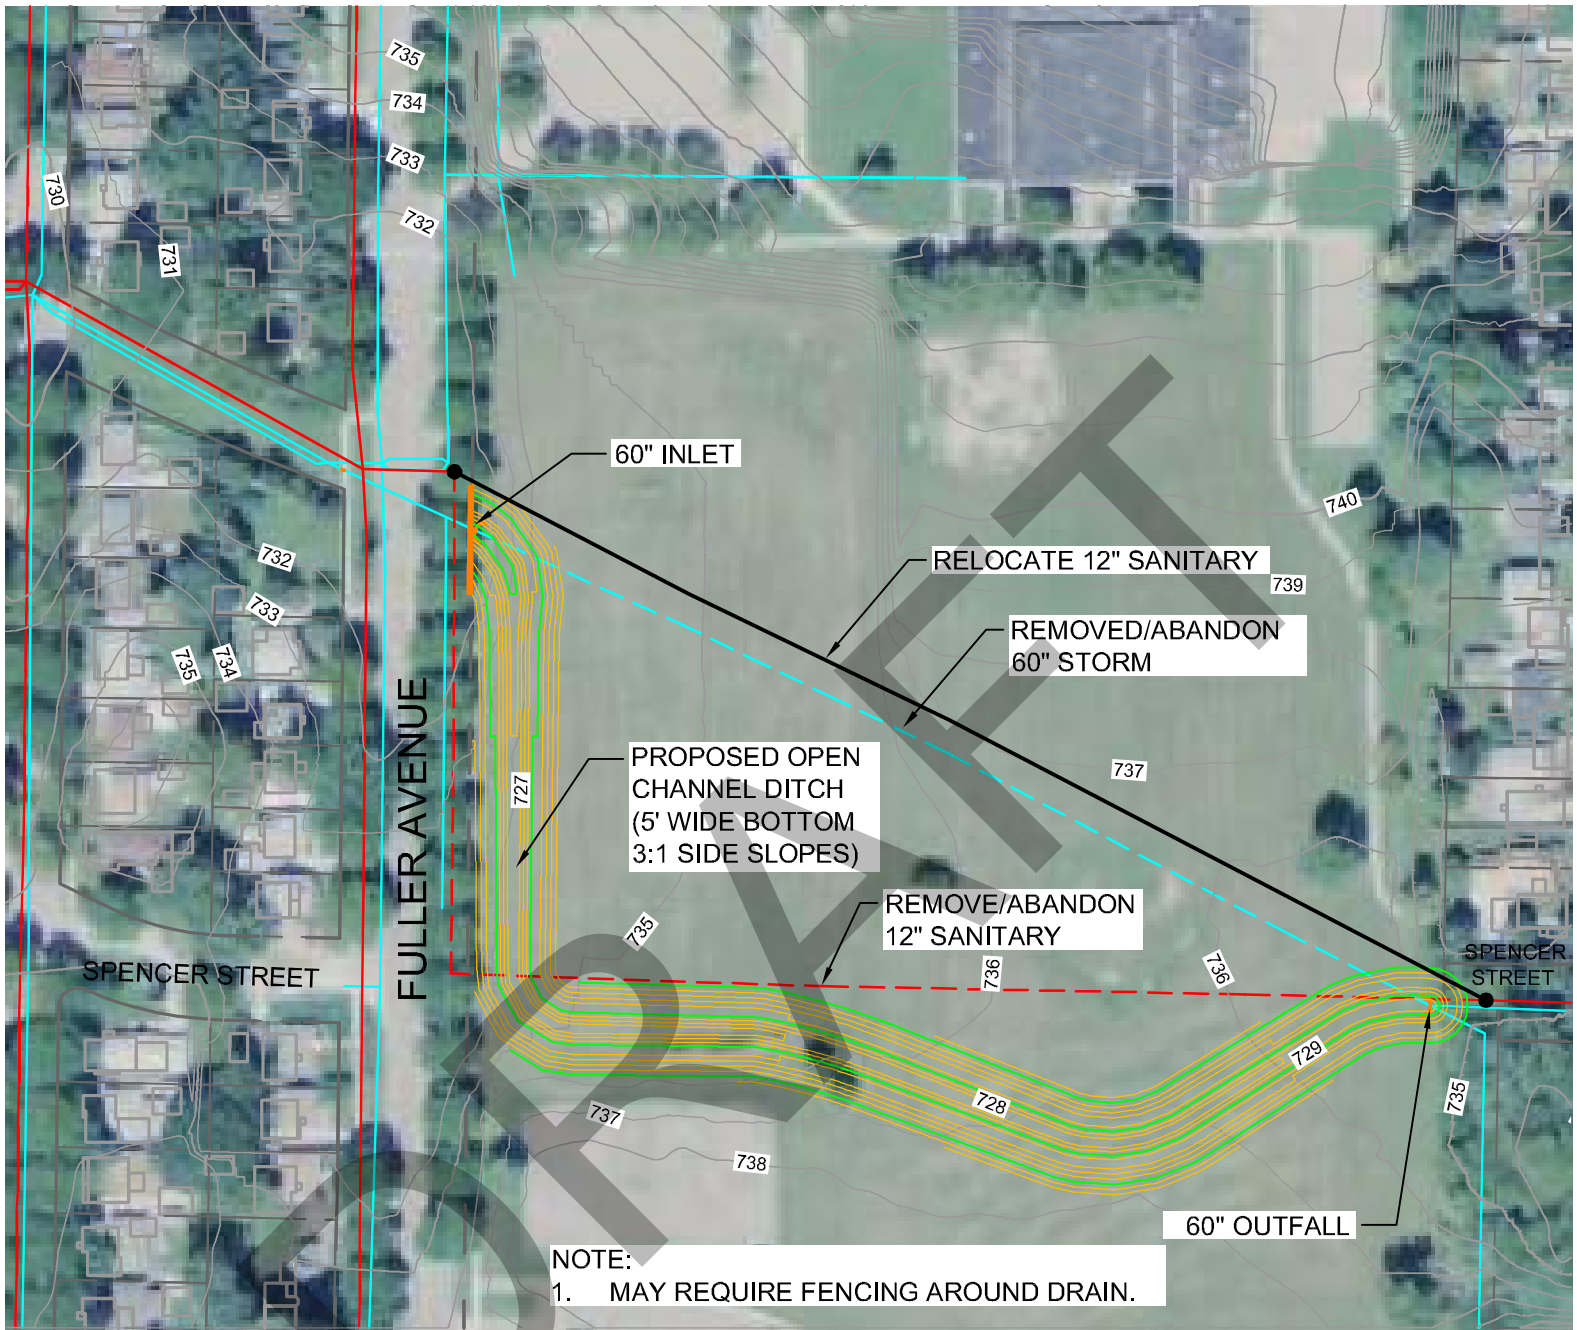 735
734
733
732
730
731
60" INLET
740
RELOCATE 12" SANITARY
739
732
733
REMOVED/ABANDON
60" STORM
735
734
FULLER AVENUE
PROPOSED OPEN
CHANNEL DITCH
(5' WIDE BOTTOM
3:1 SIDE SLOPES)
727
737
REMOVE/ABANDON
12" SANITARY
735
736
736
SPENCER STREET
SPENCER
STREET
729
728
735
737
738
60" OUTFALL
NOTE:
1. MAY REQUIRE FENCING AROUND DRAIN.
DRAFT